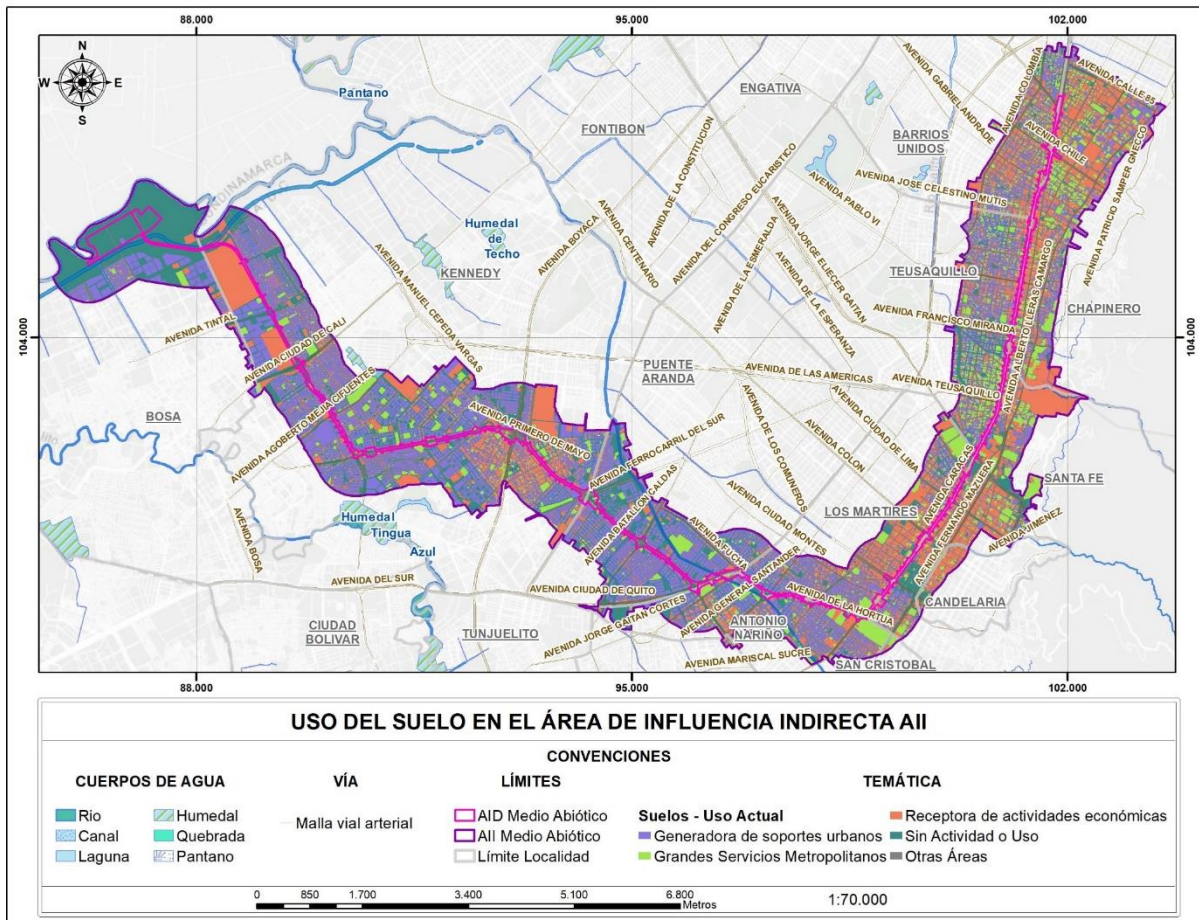 88.000
95.000
102.000
N
W
E
S
104.000
104.000
Pantano
ENGATIVA
FONTIBON
BARRIOS
UNIDOS
AVENIDA GABRIEL ANDRADE
AVENIDA COLOMBIA
AVENIDA CALLE 85
AVENIDA CHILE
AVENIDA PATRICIO SAMPER GNECCO
AVENIDA JOSE CELESTINO MUTIS
AVENIDA PABLO VI
AVENIDA DE LA CONSTITUCION
AVENIDA DEL CONGRESO EUCARISTICO
AVENIDA CENTENARIO
AVENIDA BOYACA
AVENIDA JORGE ELIECER GAITAN
AVENIDA DE LA ESMERALDA
AVENIDA DE LA ESPERANZA
Humedal
de
Techo
KENNEDY
AVENIDA MANUEL CEPEDA VARGAS
TEUSAQUILLO
CHAPINERO
AVENIDA FRANCISCO MIRANDA
AVENIDA ALBERTO LLERAS CAMARGO
AVENIDA TINTAL
AVENIDA CIUDAD DE CALI
AVENIDA AGOBERTO MEJIA CIFUENTES
BOSA
PUENTE
ARANDA
AVENIDA DE LAS AMERICAS
AVENIDA TEUSAQUILLO
AVENIDA PRIMERO DE MAYO
AVENIDA FERROCARRIL DEL SUR
AVENIDA BATALLON CALDAS
AVENIDA DE LOS COMUNEROS
AVENIDA COLON
AVENIDA CIUDAD DE LIMA
AVENIDA CARACAS
AVENIDA FERNANDO MAZUERA
SANTA FE
LOS MARTIRES
AVENIDA JIMENEZ
AVENIDA CIUDAD MONTES
Humedal
Tingua
Azul
AVENIDA BOSA
AVENIDA DEL SUR
AVENIDA FUCHA
AVENIDA GENERAL SANTANDER
AVENIDA CIUDAD DE QUITO
AVENIDA JORGE GAITAN CORTES
AVENIDA DE LA HORTUA
CANDELARIA
CIUDAD
BOLIVAR
TUNJUELITO
ANTONIO
NARIÑO
AVENIDA MARISCAL SUCRE
SAN CRISTOBAL
88.000
95.000
102.000
USO DEL SUELO EN EL ÁREA DE INFLUENCIA INDIRECTA AII
CONVENCIONES
CUERPOS DE AGUA
VÍA
LÍMITES
TEMÁTICA
Rio
Humedal
Canal
Quebrada
Laguna
Pantano
Malla vial arterial
AID Medio Abiótico
AII Medio Abiótico
Límite Localidad
Suelos - Uso Actual
Generadora de soportes urbanos
Grandes Servicios Metropolitanos
Receptora de actividades económicas
Sin Actividad o Uso
Otras Áreas
0 850 1.700 3.400 5.100 6.800
Metros
1:70.000